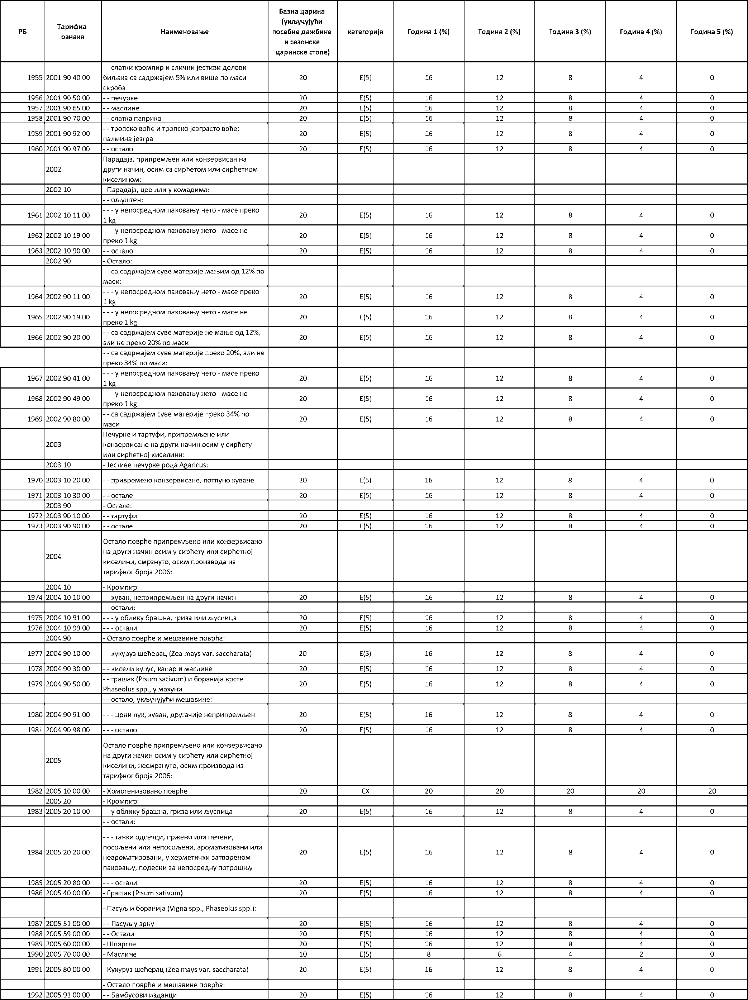 РБ Тарифна ознака Наименовање Базна царина (укључујући посебне дажбине и сезонске царинске стопе) категорија Година 1 (%) Година 2 (%) Година 3 (%) Година 4 (%) Година 5 (%)
1955 2001 90 40 00 - - слатки кромпир и слични јестиви делови биљака са садржајем 5% или више по маси скроба 20 E(5) 16 12 8 4 0
1956 2001 90 50 00 - - печурке 20 E(5) 16 12 8 4 0
1957 2001 90 65 00 - - маслине 20 E(5) 16 12 8 4 0
1958 2001 90 70 00 - - слатка паприка 20 E(5) 16 12 8 4 0
1959 2001 90 92 00 - - тропско воће и тропско језграсто воће; палмина језгра 20 E(5) 16 12 8 4 0
1960 2001 90 97 00 - - остало 20 E(5) 16 12 8 4 0
2002 Парадајз, припремљен или конзервисан на други начин, осим са сирћетом или сирћетном киселином:
2002 10 - Парадајз, цео или у комадима:
- - ољуштен:
1961 2002 10 11 00 - - - у непосредном паковању нето - масе преко 1 kg 20 E(5) 16 12 8 4 0
1962 2002 10 19 00 - - - у непосредном паковању нето - масе не преко 1 kg 20 E(5) 16 12 8 4 0
1963 2002 10 90 00 - - остало 20 E(5) 16 12 8 4 0
2002 90 - Остало:
- - са садржајем суве материје мањим од 12% по маси:
1964 2002 90 11 00 - - - у непосредном паковању нето - масе преко 1 kg 20 E(5) 16 12 8 4 0
1965 2002 90 19 00 - - - у непосредном паковању нето - масе не преко 1 kg 20 E(5) 16 12 8 4 0
1966 2002 90 20 00 - - са садржајем суве материје не мање од 12%, али не преко 20% по маси 20 E(5) 16 12 8 4 0
- - са садржајем суве материје преко 20%, али не преко 34% по маси:
1967 2002 90 41 00 - - - у непосредном паковању нето - масе преко 1 kg 20 E(5) 16 12 8 4 0
1968 2002 90 49 00 - - - у непосредном паковању нето - масе не преко 1 kg 20 E(5) 16 12 8 4 0
1969 2002 90 80 00 - - са садржајем суве материје преко 34% по маси 20 E(5) 16 12 8 4 0
2003 Печурке и тартуфи, припремљене или конзервисане на други начин осим у сирћету или сирћетној киселини:
2003 10 - Јестиве печурке рода Agaricus:
1970 2003 10 20 00 - - привремено конзервисане, потпуно куване 20 E(5) 16 12 8 4 0
1971 2003 10 30 00 - - остале 20 E(5) 16 12 8 4 0
2003 90 - Остале:
1972 2003 90 10 00 - - тартуфи 20 E(5) 16 12 8 4 0
1973 2003 90 90 00 - - остале 20 E(5) 16 12 8 4 0
2004 Остало поврће припремљено или конзервисано на други начин осим у сирћету или сирћетној киселини, смрзнуто, осим производа из тарифног броја 2006:
2004 10 - Кромпир:
1974 2004 10 10 00 - - куван, неприпремљен на други начин 20 E(5) 16 12 8 4 0
- - остали:
1975 2004 10 91 00 - - - у облику брашна, гриза или љуспица 20 E(5) 16 12 8 4 0
1976 2004 10 99 00 - - - остали 20 E(5) 16 12 8 4 0
2004 90 - Остало поврће и мешавине поврћа:
1977 2004 90 10 00 - - кукуруз шећерац (Zea mays var. saccharata) 20 E(5) 16 12 8 4 0
1978 2004 90 30 00 - - кисели купус, капар и маслине 20 E(5) 16 12 8 4 0
1979 2004 90 50 00 - - грашак (Pisum sativum) и боранија врсте Phaseolus spp., у махуни 20 E(5) 16 12 8 4 0
- - остало, укључујући мешавине:
1980 2004 90 91 00 - - - црни лук, куван, другачије неприпремљен 20 E(5) 16 12 8 4 0
1981 2004 90 98 00 - - - остало 20 E(5) 16 12 8 4 0
2005 Остало поврће припремљено или конзервисано на други начин осим у сирћету или сирћетној киселини, несмрзнуто, осим производа из тарифног броја 2006:
1982 2005 10 00 00 - Хомогенизовано поврће 20 EX 20 20 20 20 20
2005 20 - Кромпир:
1983 2005 20 10 00 - - у облику брашна, гриза или љуспица 20 E(5) 16 12 8 4 0
- - остали:
1984 2005 20 20 00 - - - танки одсечци, пржени или печени, посољени или непосољени, ароматизовани или неароматизовани, у херметички затвореном паковању, подесни за непосредну потрошњу 20 E(5) 16 12 8 4 0
1985 2005 20 80 00 - - - остали 20 E(5) 16 12 8 4 0
1986 2005 40 00 00 - Грашак (Pisum sativum) 20 E(5) 16 12 8 4 0
- Пасуљ и боранија (Vigna spp., Phaseolus spp.):
1987 2005 51 00 00 - - Пасуљ у зрну 20 E(5) 16 12 8 4 0
1988 2005 59 00 00 - - Остали 20 E(5) 16 12 8 4 0
1989 2005 60 00 00 - Шпаргле 20 E(5) 16 12 8 4 0
1990 2005 70 00 00 - Маслине 10 E(5) 8 6 4 2 0
1991 2005 80 00 00 - Кукуруз шећерац (Zea mays var. saccharata) 20 E(5) 16 12 8 4 0
- Остало поврће и мешавине поврћа:
1992 2005 91 00 00 - - Бамбусови изданци 20 E(5) 16 12 8 4 0